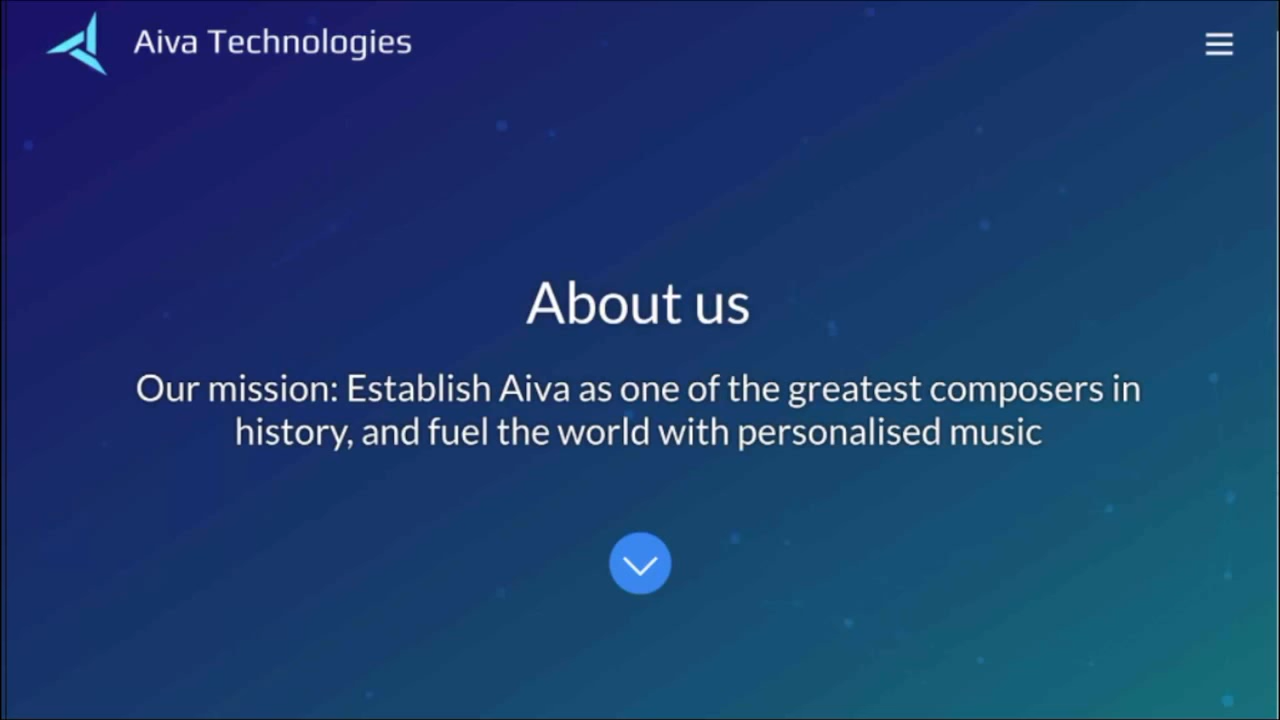 Aiva Technologies
About us
Our mission: Establish Aiva as one of the greatest composers in
history, and fuel the world with personalised music